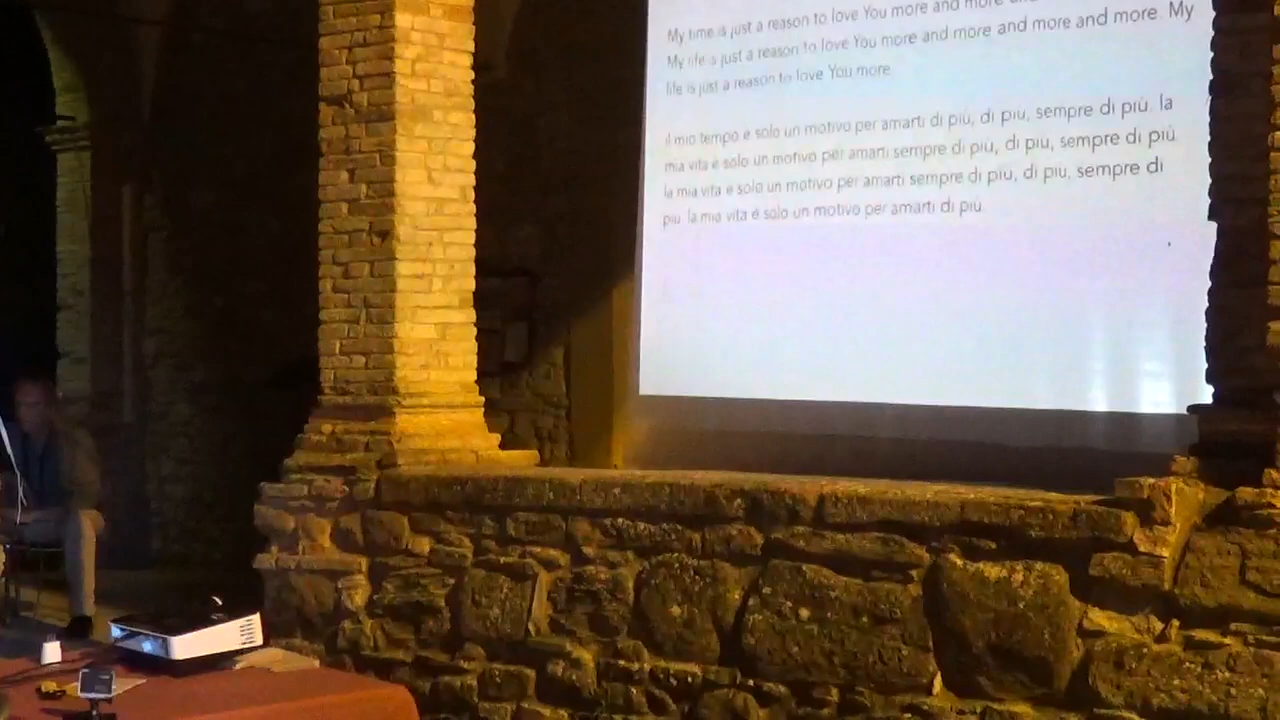 My time is just a reason to love You more and more
My life is just a reason to love You more and more and more and more. My
life is just a reason to love You more.
il mio tempo è solo un motivo per amarti di più, di più, sempre di più. la
mia vita è solo un motivo per amarti sempre di più, di più, sempre di più.
la mia vita è solo un motivo per amarti sempre di più, di più, sempre di
più. la mia vita è solo un motivo per amarti di più.